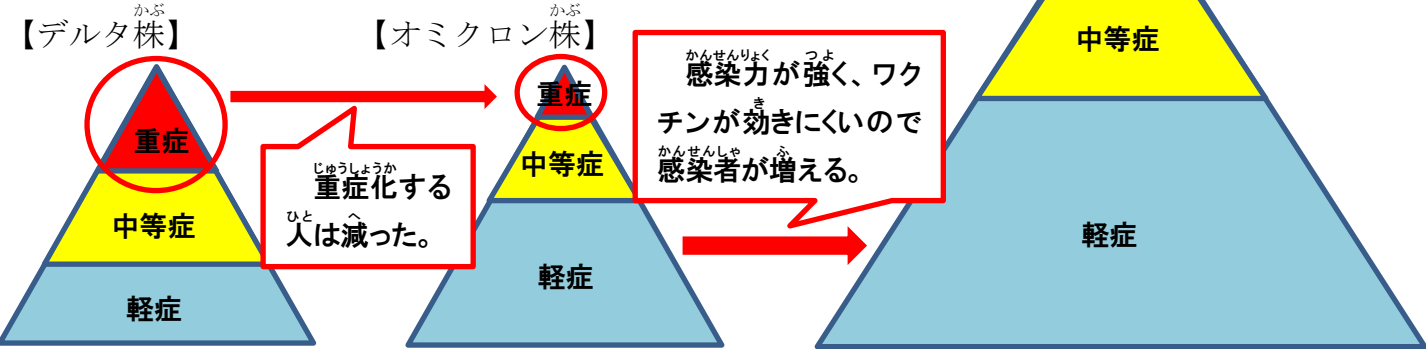 【デルタ株】
かぶ
重症
中等症
軽症
じゅうしょうか
重症化する
ひと へ
人は減った。
【オミクロン株】
かぶ
重症
中等症
軽症
かんせんりょく つよ
感染力が強く、ワク
き
チンが効きにくいので
かんせんしゃ ふ
感染者が増える。
中等症
軽症